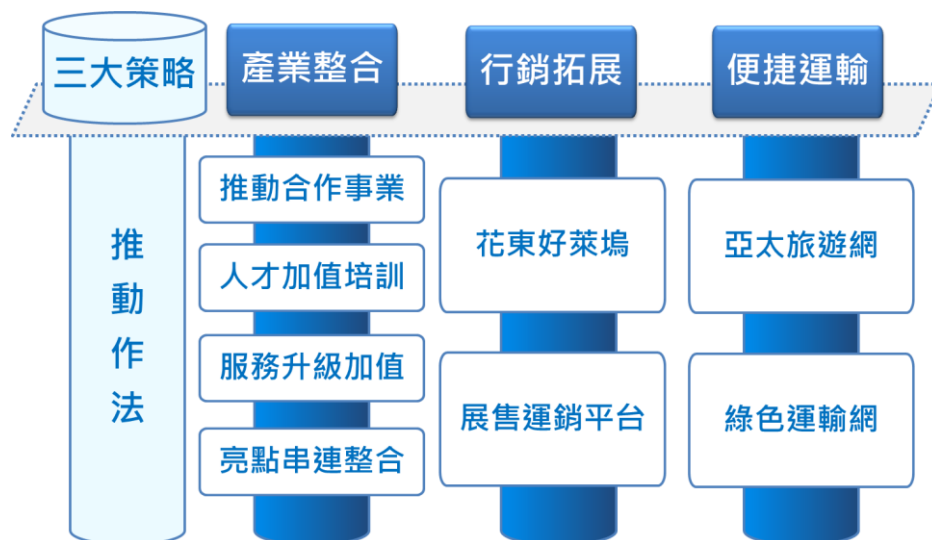 三大策略
產業整合
行銷拓展
便捷運輸
推動作法
推動合作事業
人才加值培訓
服務升級加值
亮點串連整合
花東好萊塢
展售運銷平台
亞太旅遊網
綠色運輸網